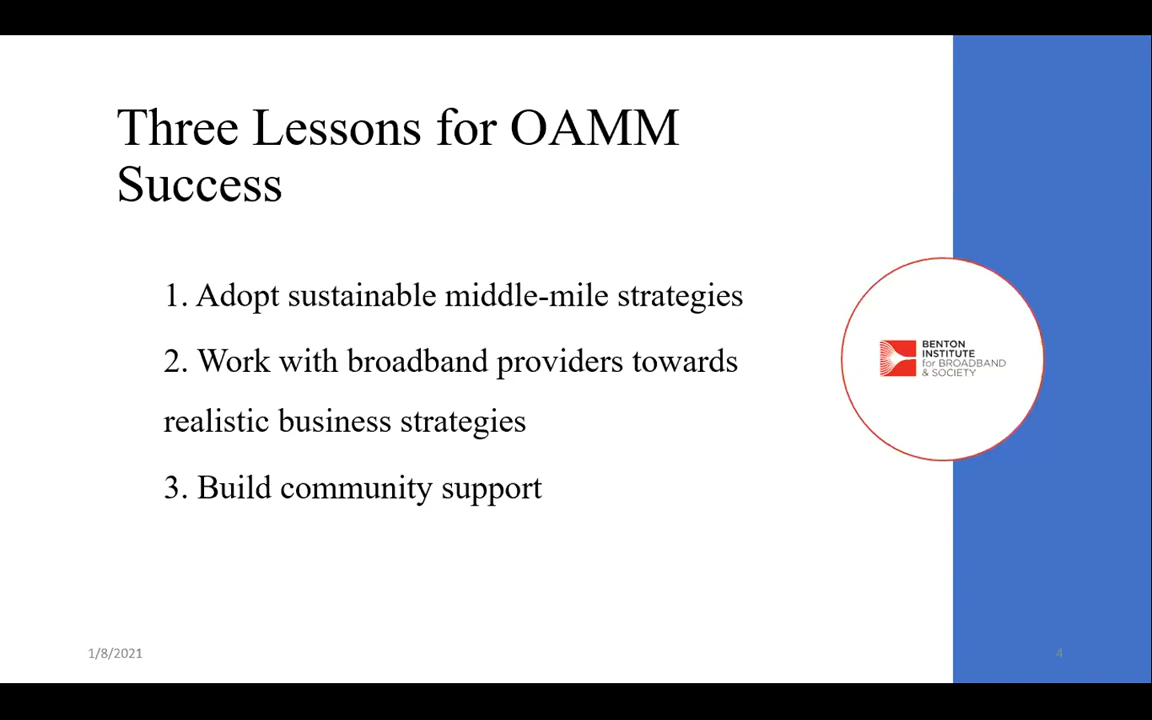 Three Lessons for OAMM
Success
1. Adopt sustainable middle-mile strategies
2. Work with broadband providers towards
realistic business strategies
3. Build community support
BENTON
INSTITUTE
for BROADBAND
& SOCIETY
1/8/2021
4